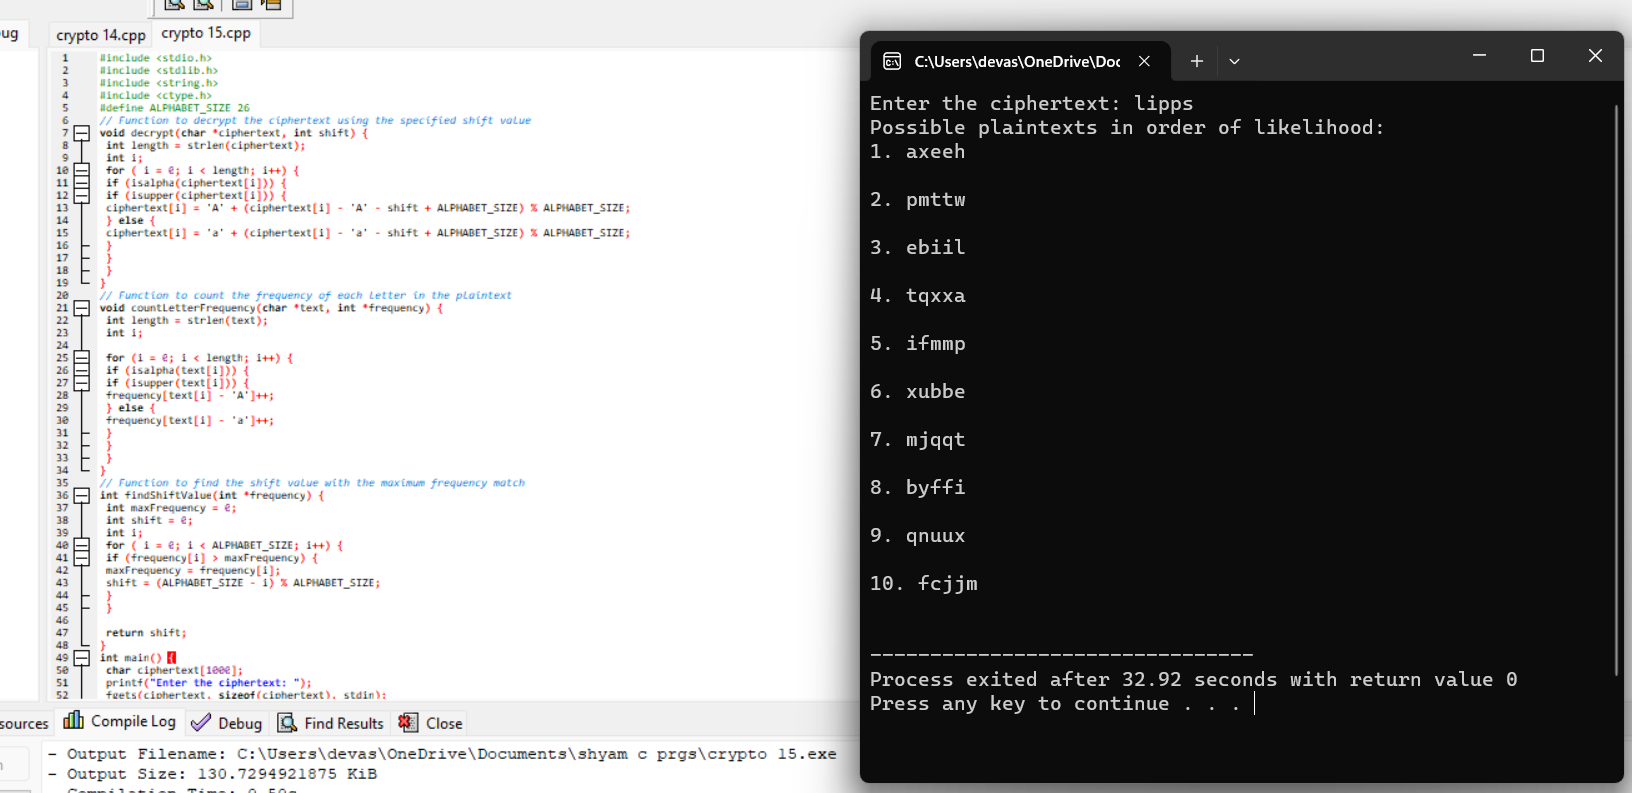 ug
crypto 14.cpp
crypto 15.cpp
1 #include <stdio.h>
2 #include <stdlib.h>
3 #include <string.h>
4 #include <ctype.h>
5 #define ALPHABET_SIZE 26
6 // Function to decrypt the ciphertext using the specified shift value
7 void decrypt(char *ciphertext, int shift) {
8 int length = strlen(ciphertext);
9 int i;
10 for ( i = 0; i < length; i++) {
11 if (isalpha(ciphertext[i])) {
12 if (isupper(ciphertext[i])) {
13 ciphertext[i] = 'A' + (ciphertext[i] - 'A' - shift + ALPHABET_SIZE) % ALPHABET_SIZE;
14 } else {
15 ciphertext[i] = 'a' + (ciphertext[i] - 'a' - shift + ALPHABET_SIZE) % ALPHABET_SIZE;
16 }
17 }
18 }
19 }
20 // Function to count the frequency of each letter in the plaintext
21 void countLetterFrequency(char *text, int *frequency) {
22 int length = strlen(text);
23 int i;
24
25 for (i = 0; i < length; i++) {
26 if (isalpha(text[i])) {
27 if (isupper(text[i])) {
28 frequency[text[i] - 'A']++;
29 } else {
30 frequency[text[i] - 'a']++;
31 }
32 }
33 }
34 }
35 // Function to find the shift value with the maximum frequency match
36 int findShiftValue(int *frequency) {
37 int maxFrequency = 0;
38 int shift = 0;
39 int i;
40 for ( i = 0; i < ALPHABET_SIZE; i++) {
41 if (frequency[i] > maxFrequency) {
42 maxFrequency = frequency[i];
43 shift = (ALPHABET_SIZE - i) % ALPHABET_SIZE;
44 }
45 }
46
47 return shift;
48 }
49 int main() {
50 char ciphertext[1000];
51 printf("Enter the ciphertext: ");
52 fgets(ciphertext, sizeof(ciphertext), stdin);
sources
Compile Log
Debug
Find Results
Close
- Output Filename: C:\Users\devas\OneDrive\Documents\shyam c prgs\crypto 15.exe
- Output Size: 130.7294921875 KiB
- Compilation Time: 0.50s
C:\Users\devas\OneDrive\Doc
Enter the ciphertext: lipps
Possible plaintexts in order of likelihood:
1. axeeh
2. pmttw
3. ebiil
4. tqxxa
5. ifmmp
6. xubbe
7. mjqqt
8. byffi
9. qnuux
10. fcjjm
--------------------------------
Process exited after 32.92 seconds with return value 0
Press any key to continue . . .